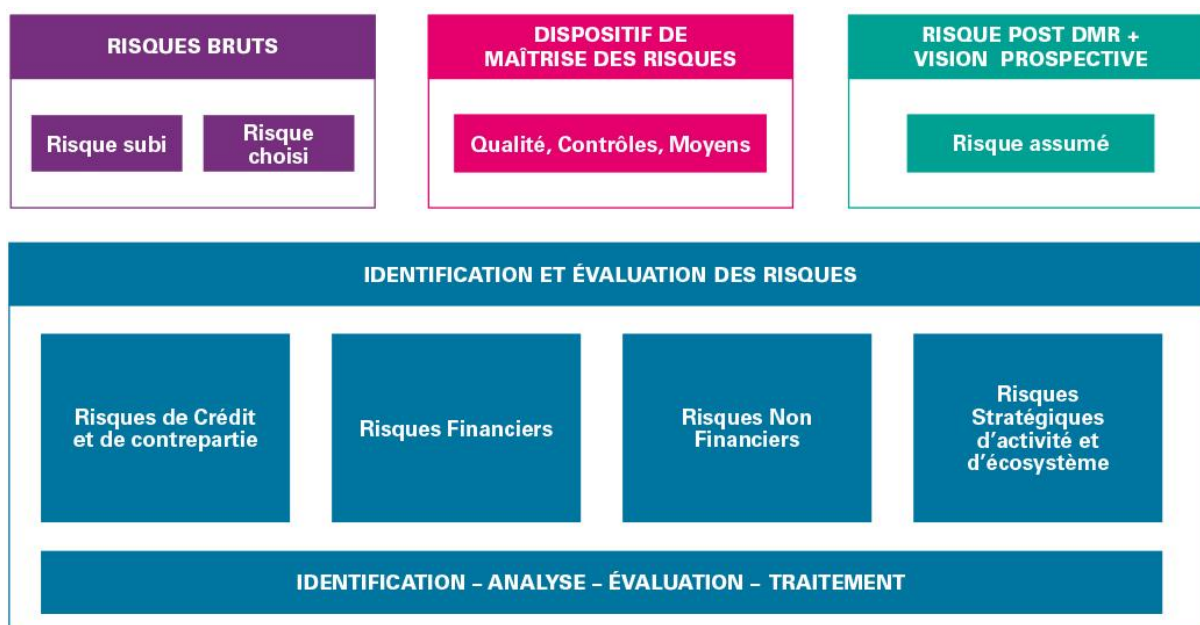 RISQUES BRUTS
DISPOSITIF DE
MAÎTRISE DES RISQUES
RISQUE POST DMR +
VISION PROSPECTIVE
Risque subi
Risque
choisi
Qualité, Contrôles, Moyens
Risque assumé
IDENTIFICATION ET ÉVALUATION DES RISQUES
Risques de Crédit
et de contrepartie
Risques Financiers
Risques Non
Financiers
Risques
Stratégiques
d'activité et
d'écosystème
IDENTIFICATION – ANALYSE – ÉVALUATION – TRAITEMENT